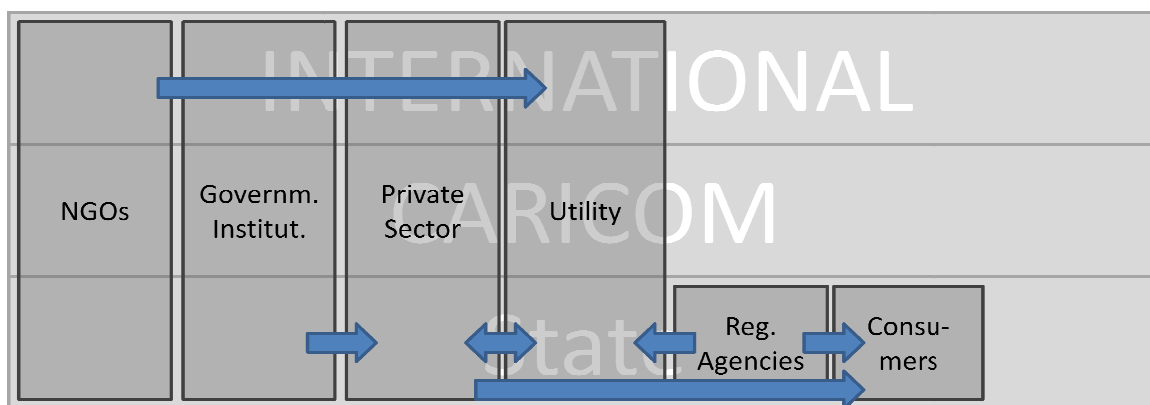 INTERNATIONAL
CARICOM
State
NGOs
Governm.
Institut.
Private
Sector
Utility
Reg.
Agencies
Consu-
mers